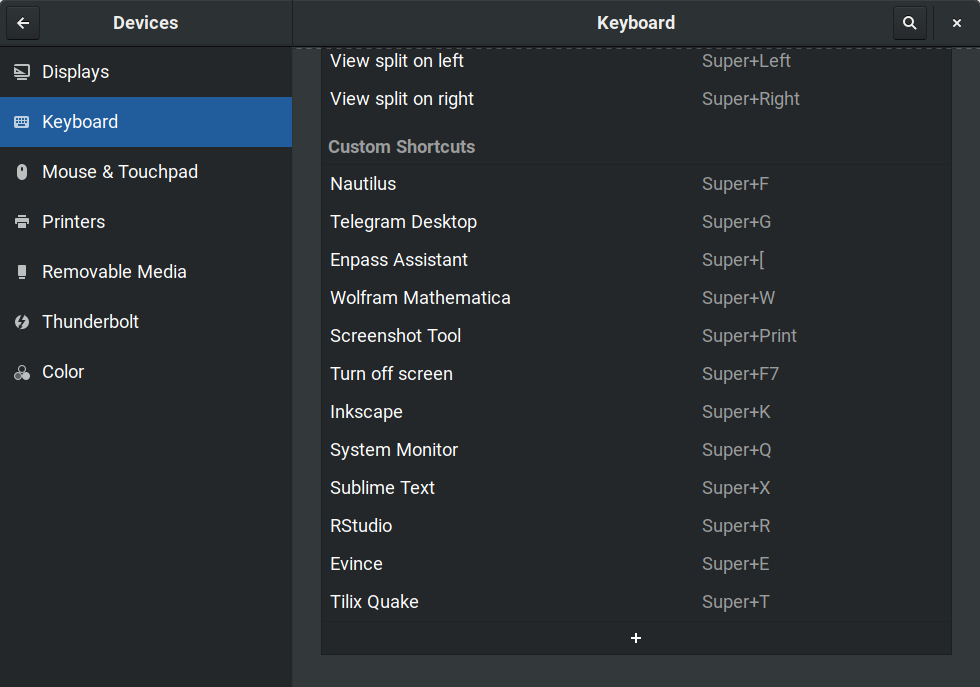 Devices
Keyboard
Displays
Keyboard
Mouse & Touchpad
Printers
Removable Media
Thunderbolt
Color
View split on left Super+Left
View split on right Super+Right
Custom Shortcuts
Nautilus Super+F
Telegram Desktop Super+G
Enpass Assistant Super+[
Wolfram Mathematica Super+W
Screenshot Tool Super+Print
Turn off screen Super+F7
Inkscape Super+K
System Monitor Super+Q
Sublime Text Super+X
RStudio Super+R
Evince Super+E
Tilix Quake Super+T